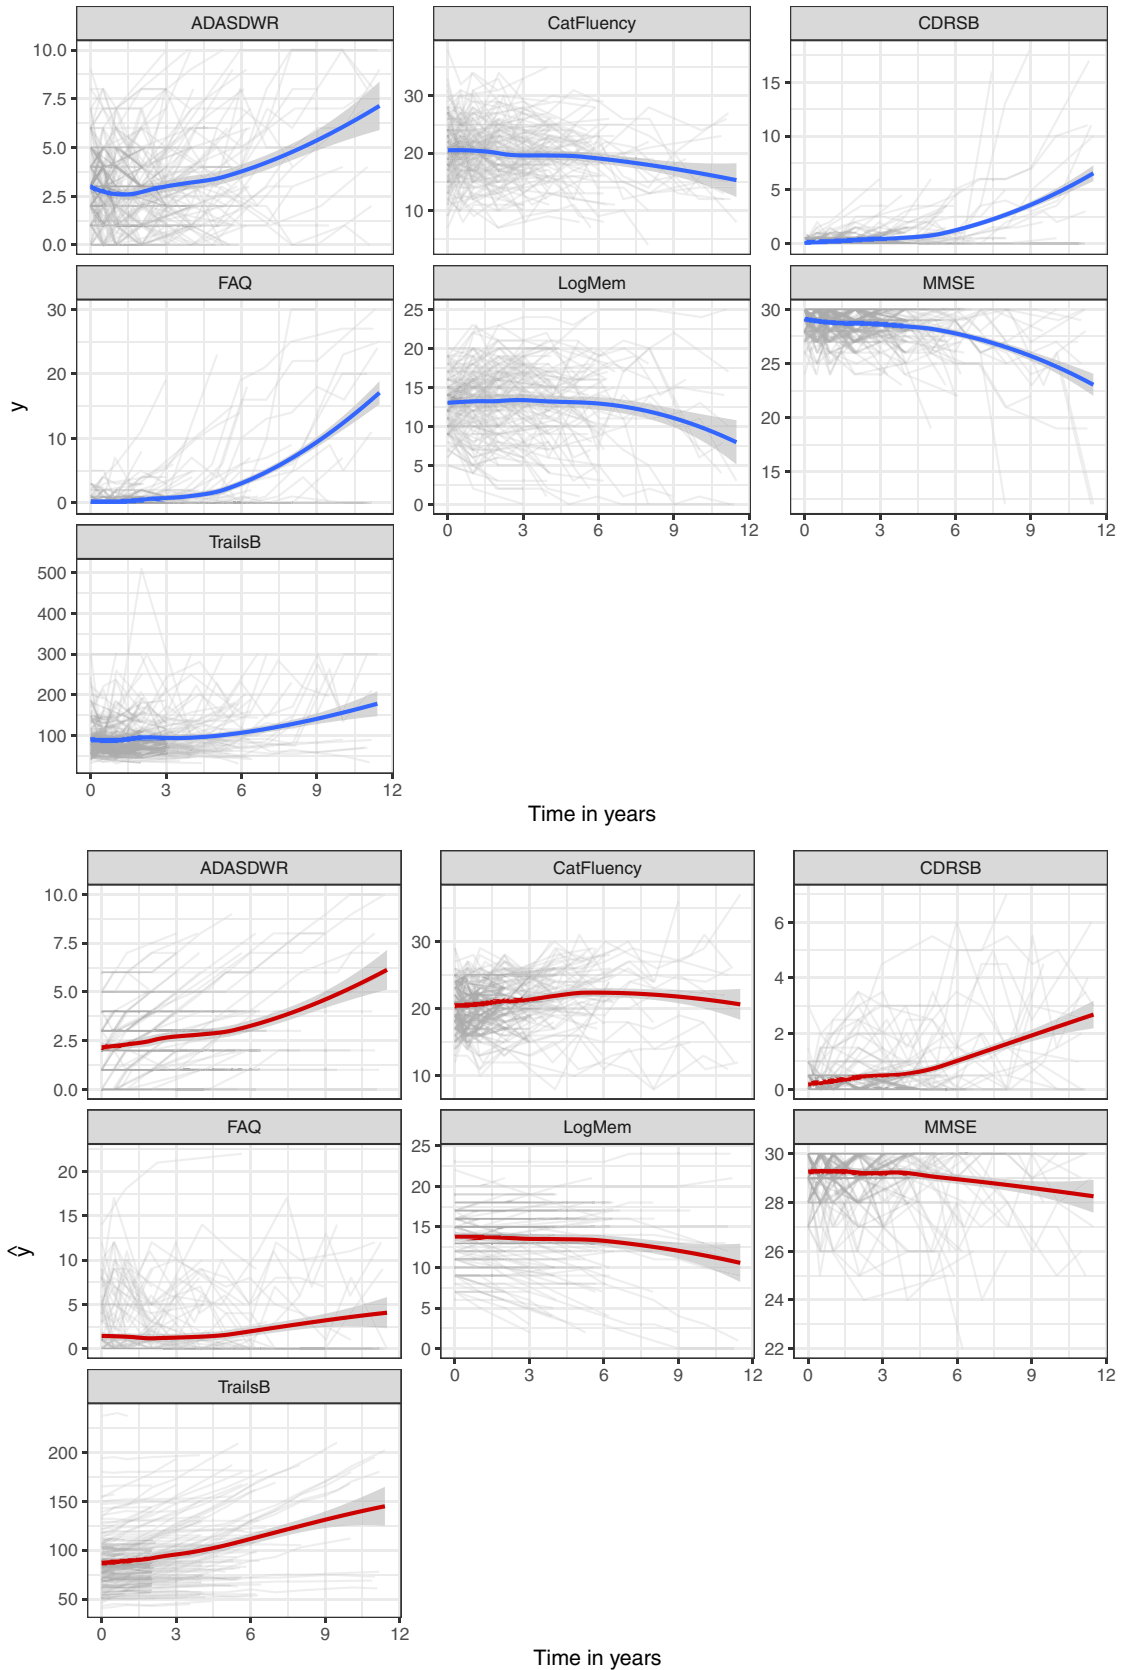 ADASDWR CatFluency CDRSB
10.0 7.5 5.0 2.5 0.0
30 20 10
15 10 5 0
FAQ LogMem MMSE
30 20 10 0
25 20 15 10 5 0
30 25 20 15
0 3 6 9 12 0 3 6 9 12
y
TrailsB
500 400 300 200 100
0 3 6 9 12
Time in years
ADASDWR CatFluency CDRSB
10.0 7.5 5.0 2.5 0.0
30 20 10
6 4 2 0
FAQ LogMem MMSE
20 15 10 5 0
25 20 15 10 5 0
30 28 26 24 22
0 3 6 9 12 0 3 6 9 12
ŷ
TrailsB
200 150 100 50
0 3 6 9 12
Time in years